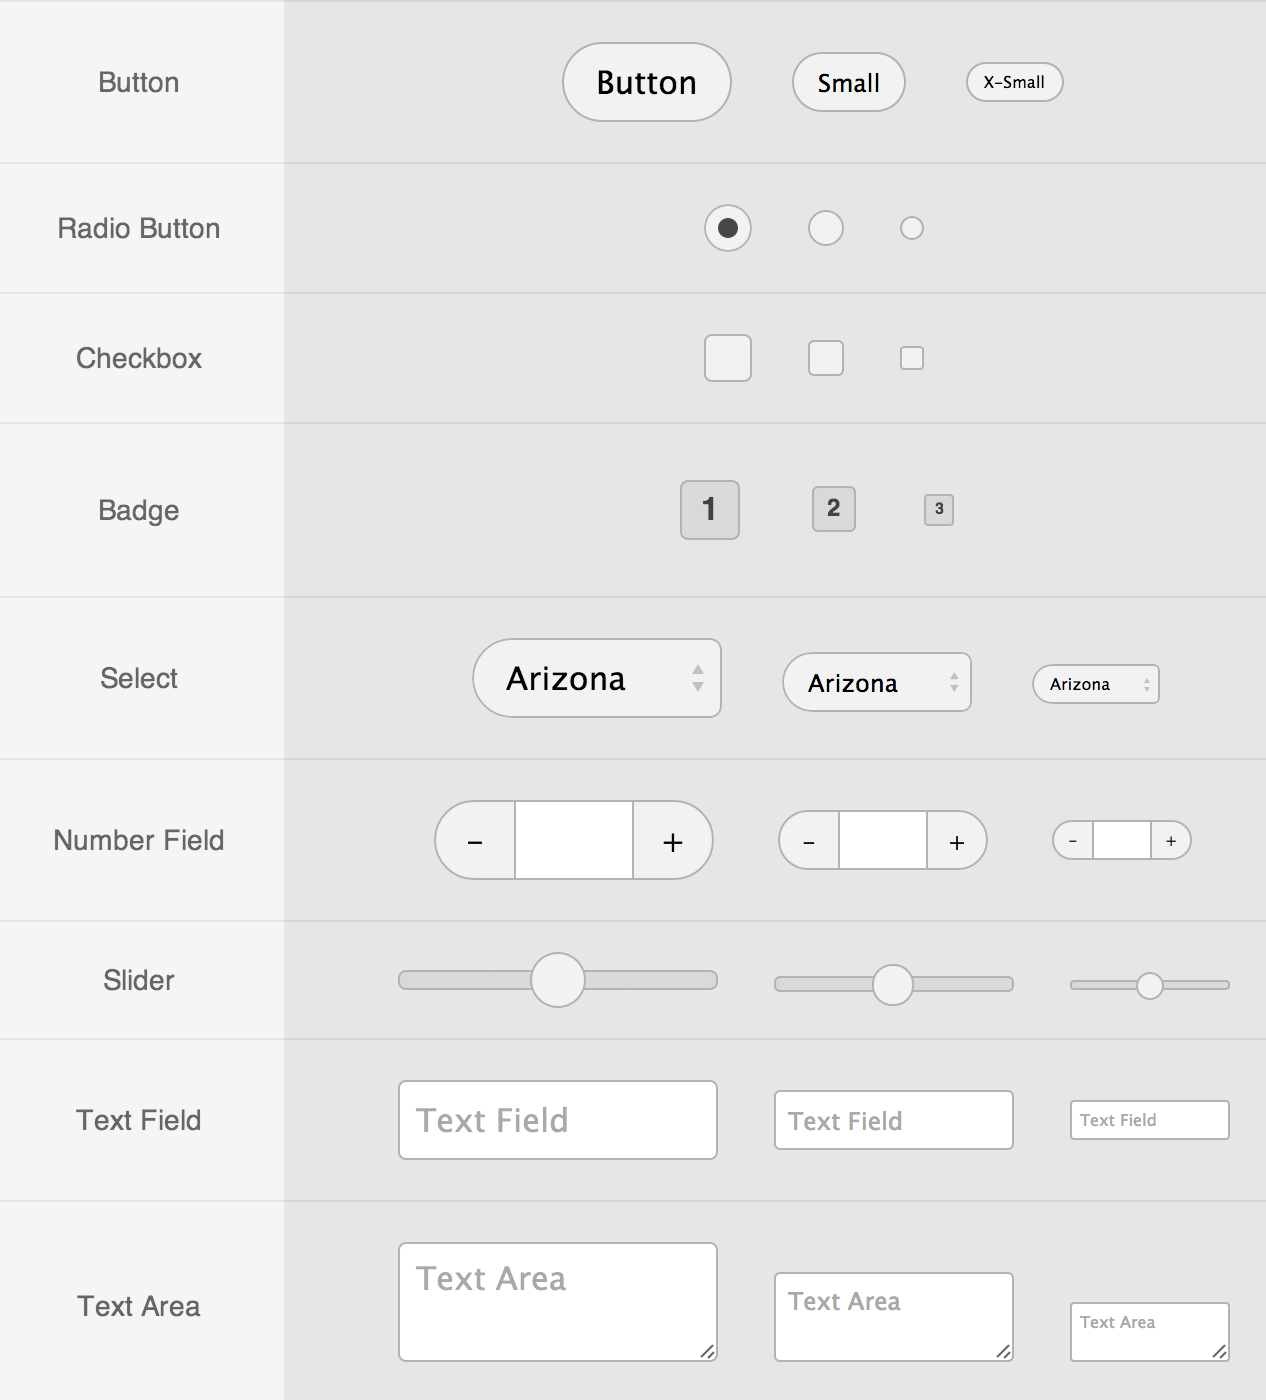 Button
Button
Small
X-Small
Radio Button
Checkbox
Badge
1
2
3
Select
Arizona
Arizona
Arizona
Number Field
- +
- +
- +
Slider
Text Field
Text Field
Text Field
Text Field
Text Area
Text Area
Text Area
Text Area